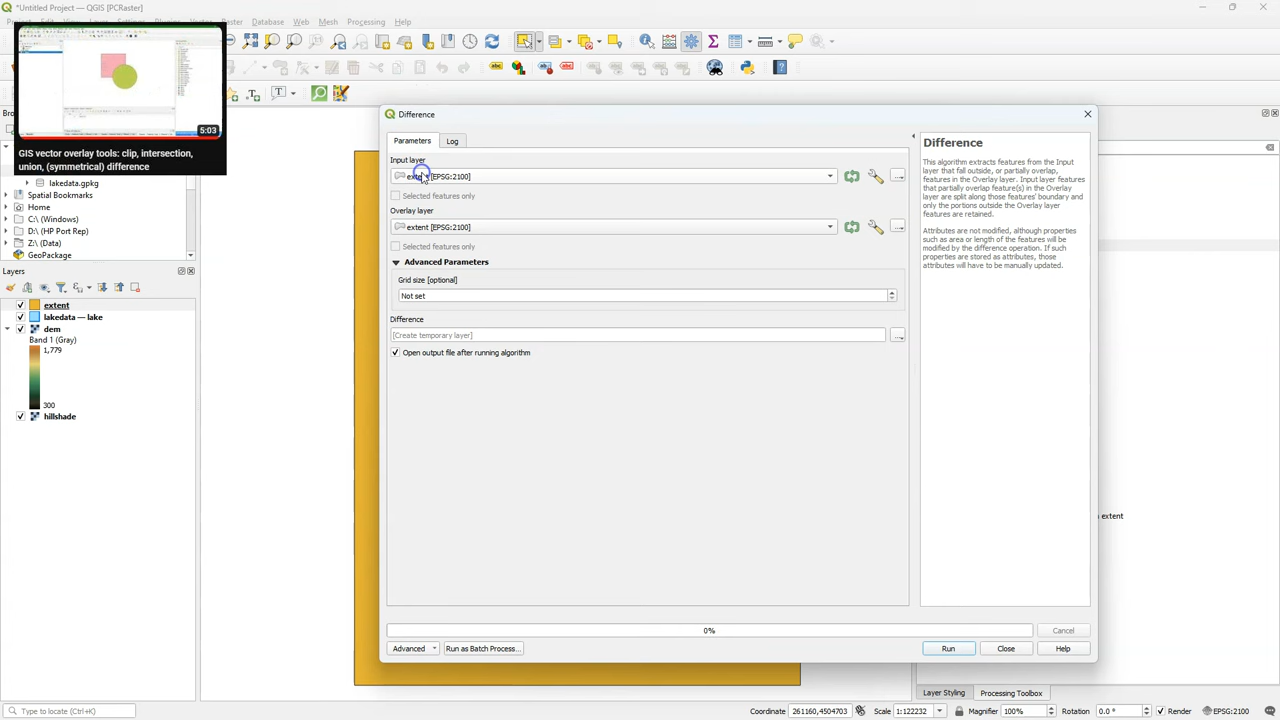 *Untitled Project — QGIS [PCRaster]
Raster
Database
Web
Mesh
Processing
Help
5:03
GIS vector overlay tools: clip, intersection,
union, (symmetrical) difference
lakedata.gpkg
Spatial Bookmarks
Home
C:\ (Windows)
D:\ (HP Port Rep)
Z:\ (Data)
GeoPackage
Layers
extent
lakedata — lake
dem
Band 1 (Gray)
1,779
300
hillshade
Difference
Parameters
Log
Input layer
extent [EPSG:2100]
Selected features only
Overlay layer
extent [EPSG:2100]
Selected features only
Advanced Parameters
Grid size [optional]
Not set
Difference
[Create temporary layer]
Open output file after running algorithm
0%
Cancel
Advanced
Run as Batch Process...
Run
Close
Help
Difference
This algorithm extracts features from the Input
layer that fall outside, or partially overlap,
features in the Overlay layer. Input layer features
that partially overlap feature(s) in the Overlay
layer are split along those features' boundary and
only the portions outside the Overlay layer
features are retained.
Attributes are not modified, although properties
such as area or length of the features will be
modified by the difference operation. If such
properties are stored as attributes, those
attributes will have to be manually updated.
extent
Layer Styling
Processing Toolbox
Type to locate (Ctrl+K)
261160,4504703
Scale
1:122232
Magnifier
100%
Rotation
0.0 °
Render
EPSG:2100